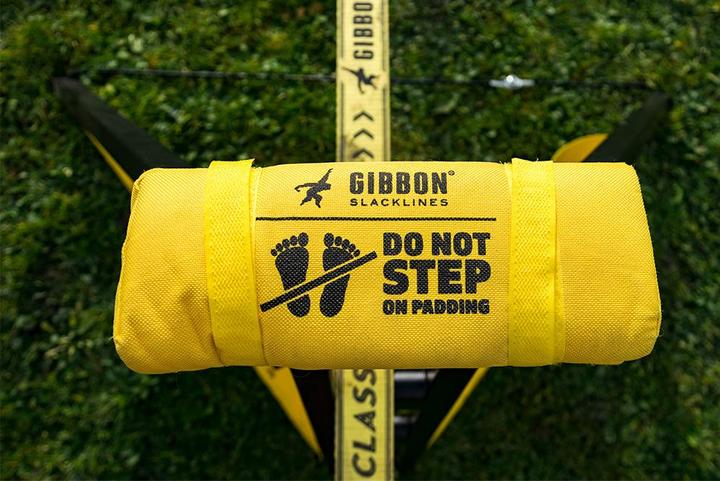 GIBBON
GIBBON®
SLACKLINES
DO NOT
STEP
ON PADDING
CLASS